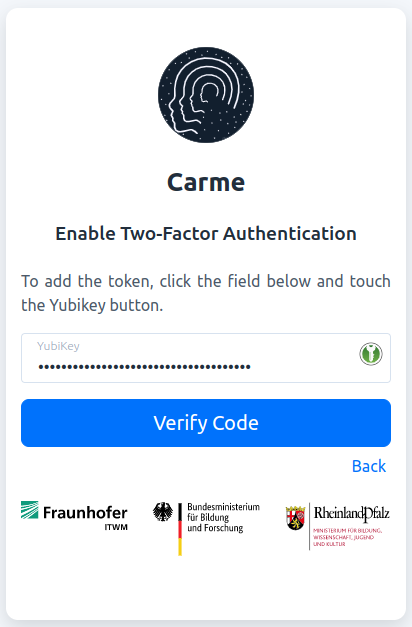 Carme
Enable Two-Factor Authentication
To add the token, click the field below and touch
the Yubikey button.
YubiKey
•••••••••••••••••••••••••••••••••••••
Verify Code
Back
Fraunhofer
ITWM
Bundesministerium
für Bildung
und Forschung
RheinlandPfalz
MINISTERIUM FÜR BILDUNG,
WISSENSCHAFT, JUGEND
UND KULTUR